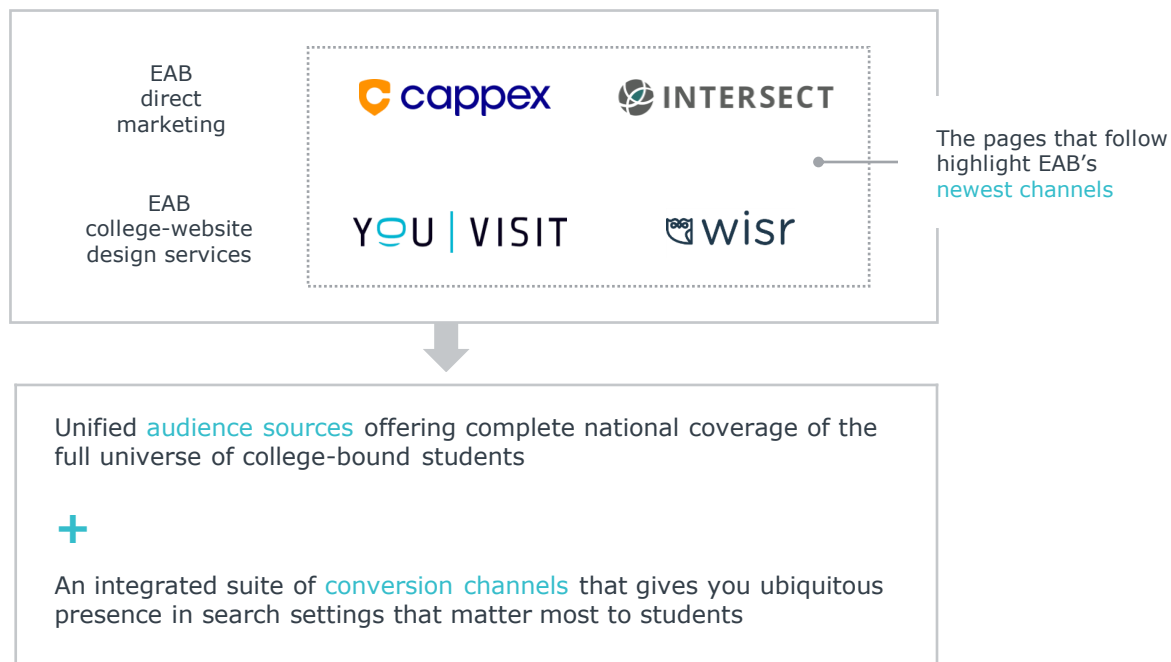 EAB
direct
marketing
cappex
INTERSECT
The pages that follow
highlight EAB’s
newest channels
EAB
college-website
design services
YOU | VISIT
wisr
Unified audience sources offering complete national coverage of the
full universe of college-bound students
+
An integrated suite of conversion channels that gives you ubiquitous
presence in search settings that matter most to students